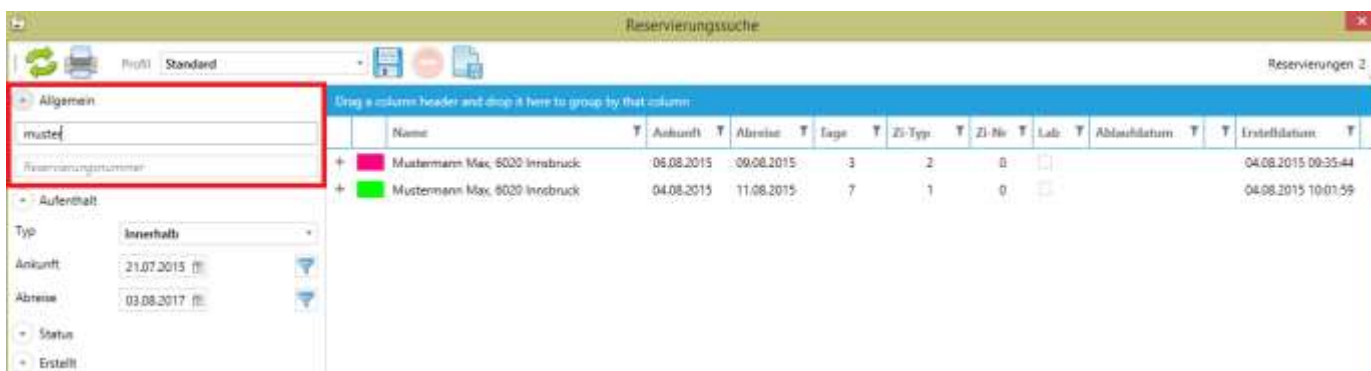 Reservierungssuche
Profil Standard
Reservierungen 2
Allgemein
muster
Reservierungsnummer
Aufenthalt
Typ Innerhalb
Ankunft 21.07.2015
Abreise 03.08.2017
Status
Erstellt
Drag a column header and drop it here to group by that column
Name Ankunft Abreise Tage Zi-Typ Zi-Nr Lab Ablaufdatum Erstelldatum
+ Mustermann Max, 6020 Innsbruck 06.08.2015 09.08.2015 3 2 0 04.08.2015 09:35:44
+ Mustermann Max, 6020 Innsbruck 04.08.2015 11.08.2015 7 1 0 04.08.2015 10:01:59